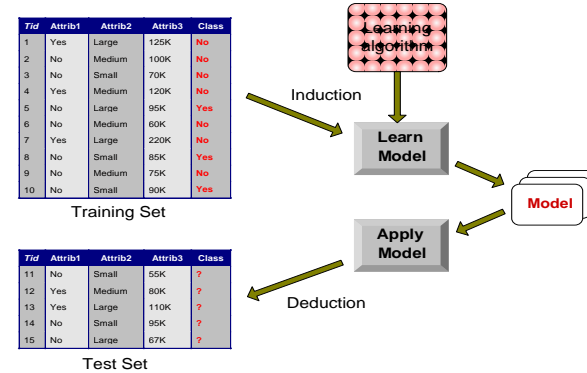 Tid Attrib1 Attrib2 Attrib3 Class
1 Yes Large 125K No
2 No Medium 100K No
3 No Small 70K No
4 Yes Medium 120K No
5 No Large 95K Yes
6 No Medium 60K No
7 Yes Large 220K No
8 No Small 85K Yes
9 No Medium 75K No
10 No Small 90K Yes
Training Set
Learning
algorithm
Induction
Learn
Model
Model
Apply
Model
Deduction
Tid Attrib1 Attrib2 Attrib3 Class
11 No Small 55K ?
12 Yes Medium 80K ?
13 Yes Large 110K ?
14 No Small 95K ?
15 No Large 67K ?
Test Set